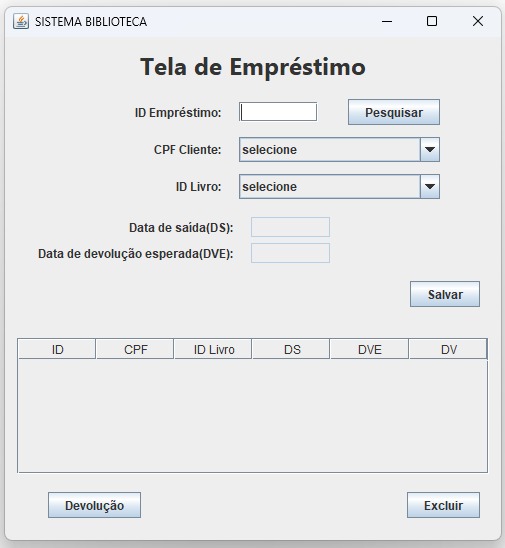 SISTEMA BIBLIOTECA
Tela de Empréstimo
ID Empréstimo: Pesquisar
CPF Cliente: selecione
ID Livro: selecione
Data de saída(DS):
Data de devolução esperada(DVE):
Salvar
ID CPF ID Livro DS DVE DV
Devolução Excluir